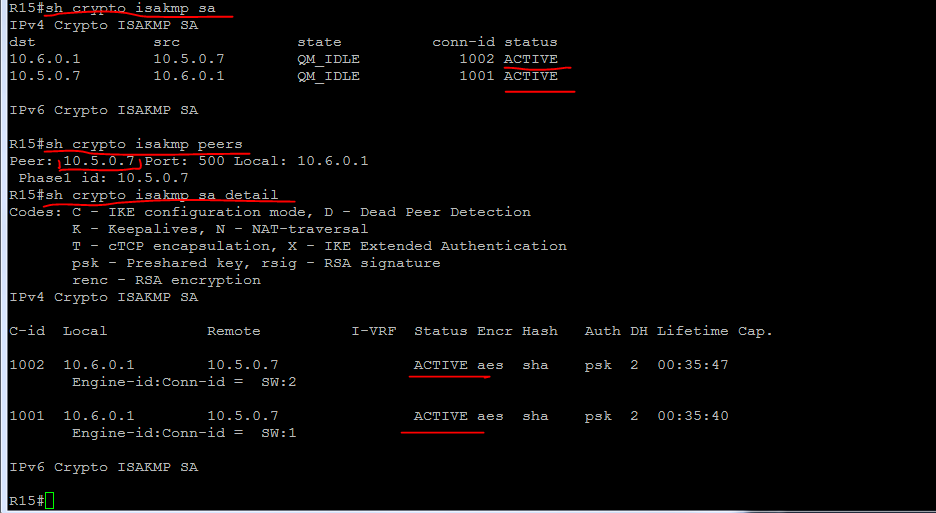 R15#sh crypto isakmp sa
IPv4 Crypto ISAKMP SA
dst src state conn-id status
10.6.0.1 10.5.0.7 QM_IDLE 1002 ACTIVE
10.5.0.7 10.6.0.1 QM_IDLE 1001 ACTIVE
IPv6 Crypto ISAKMP SA
R15#sh crypto isakmp peers
Peer: 10.5.0.7 Port: 500 Local: 10.6.0.1
Phase1 id: 10.5.0.7
R15#sh crypto isakmp sa detail
Codes: C - IKE configuration mode, D - Dead Peer Detection
K - Keepalives, N - NAT-traversal
T - cTCP encapsulation, X - IKE Extended Authentication
psk - Preshared key, rsig - RSA signature
renc - RSA encryption
IPv4 Crypto ISAKMP SA
C-id Local Remote I-VRF Status Encr Hash Auth DH Lifetime Cap.
1002 10.6.0.1 10.5.0.7 ACTIVE aes sha psk 2 00:35:47
Engine-id:Conn-id = SW:2
1001 10.6.0.1 10.5.0.7 ACTIVE aes sha psk 2 00:35:40
Engine-id:Conn-id = SW:1
IPv6 Crypto ISAKMP SA
R15#